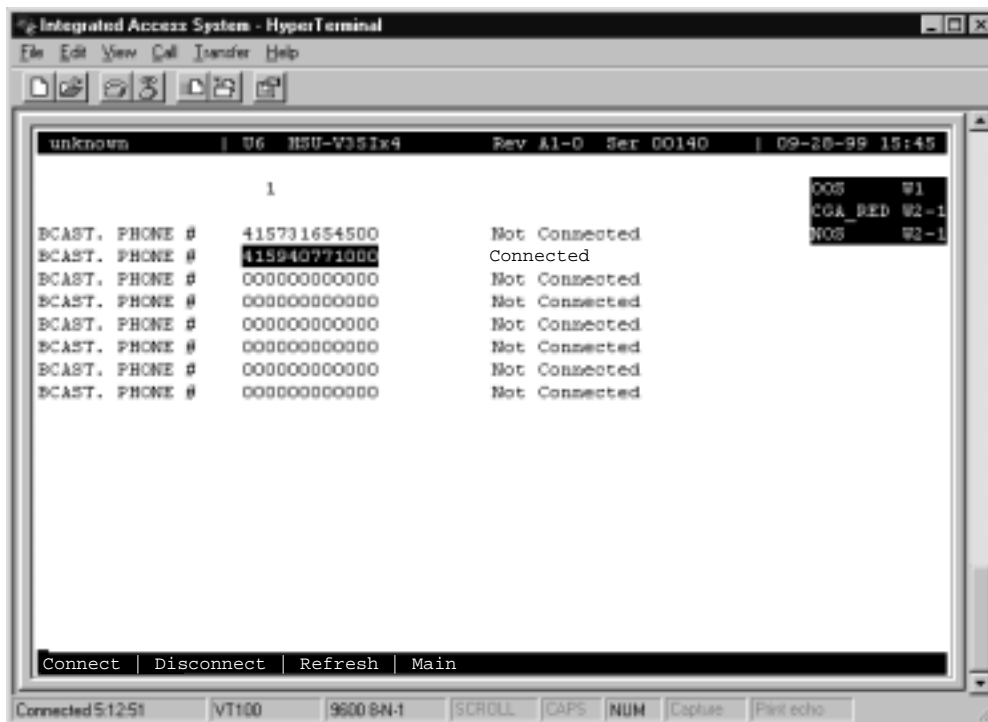 Integrated Access System - HyperTerminal
File Edit View Call Transfer Help
unknown | U6 HSU-V35Ix4 Rev A1-0 Ser 00140 | 09-28-99 15:45
1 OOS W1
CGA_RED W2-1
BCAST. PHONE # 415731654500 Not Connected NOS W2-1
BCAST. PHONE # 415940771000 Connected
BCAST. PHONE # 000000000000 Not Connected
BCAST. PHONE # 000000000000 Not Connected
BCAST. PHONE # 000000000000 Not Connected
BCAST. PHONE # 000000000000 Not Connected
BCAST. PHONE # 000000000000 Not Connected
BCAST. PHONE # 000000000000 Not Connected
Connect | Disconnect | Refresh | Main
Connected 5:12:51 VT100 9600 8-N-1 SCROLL CAPS NUM Capture Print echo